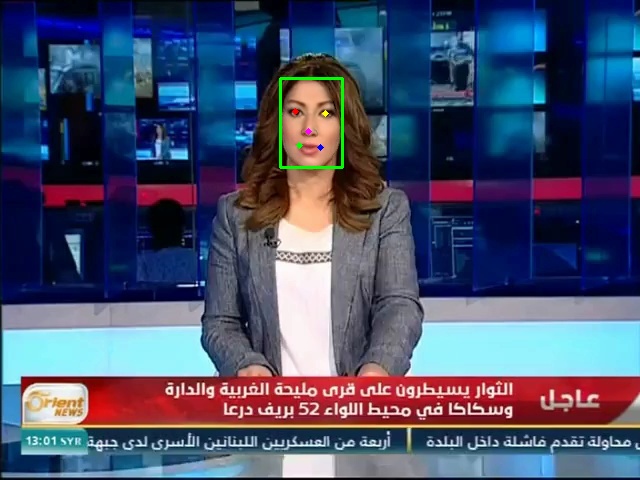 الثوار يسيطرون على قرى مليحة الغربية والدارة
وسكاكا في محيط اللواء 52 بريف درعا
عاجل
Orient
NEWS
13:01 SYR
محاولة تقدم فاشلة داخل البلدة
أربعة من العسكريين اللبنانيين الأسرى لدى جبهة